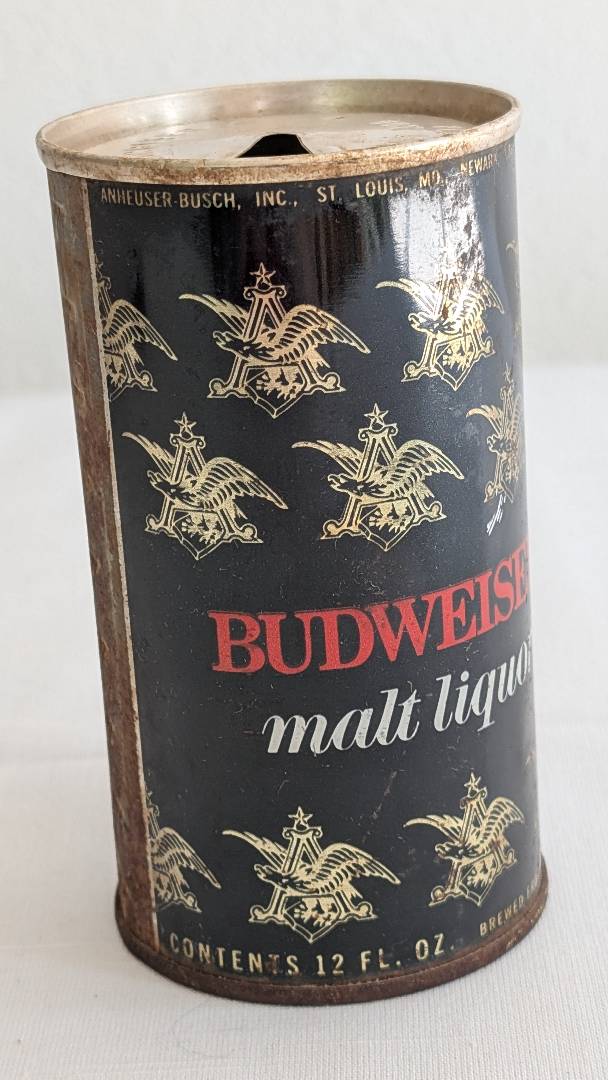 ANHEUSER-BUSCH, INC., ST. LOUIS, MO., NEWARK
BUDWEISE
malt liquo
CONTENTS 12 FL. OZ. BREWED